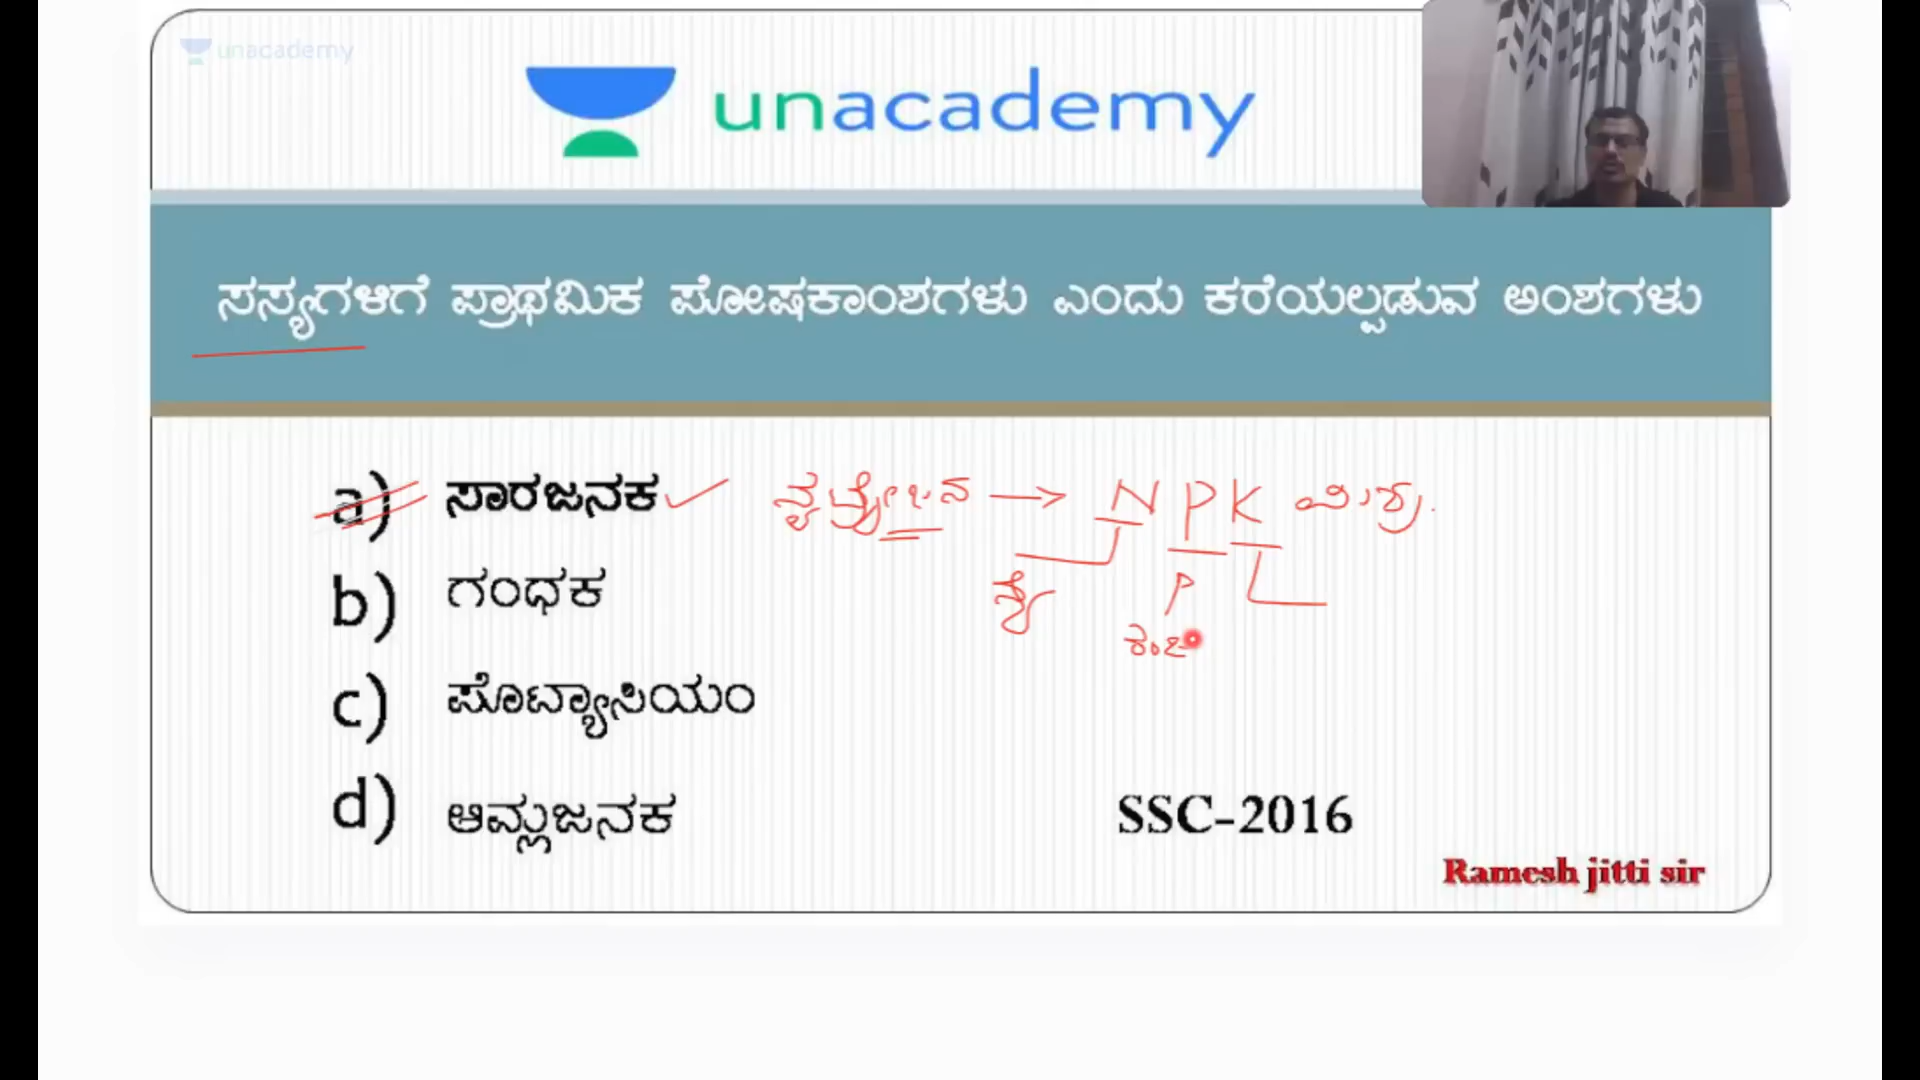 unacademy
unacademy
ಸಸ್ಯಗಳಿಗೆ ಪ್ರಾಥಮಿಕ ಪೋಷಕಾಂಶಗಳು ಎಂದು ಕರೆಯಲ್ಪಡುವ ಅಂಶಗಳು
a) ಸಾರಜನಕ → N P K ಮಿಶ್ರ.
P
b) ಗಂಧಕ
c) ಪೊಟ್ಯಾಸಿಯಂ
d) ಆಮ್ಲಜನಕ
SSC-2016
Ramesh jitti sir